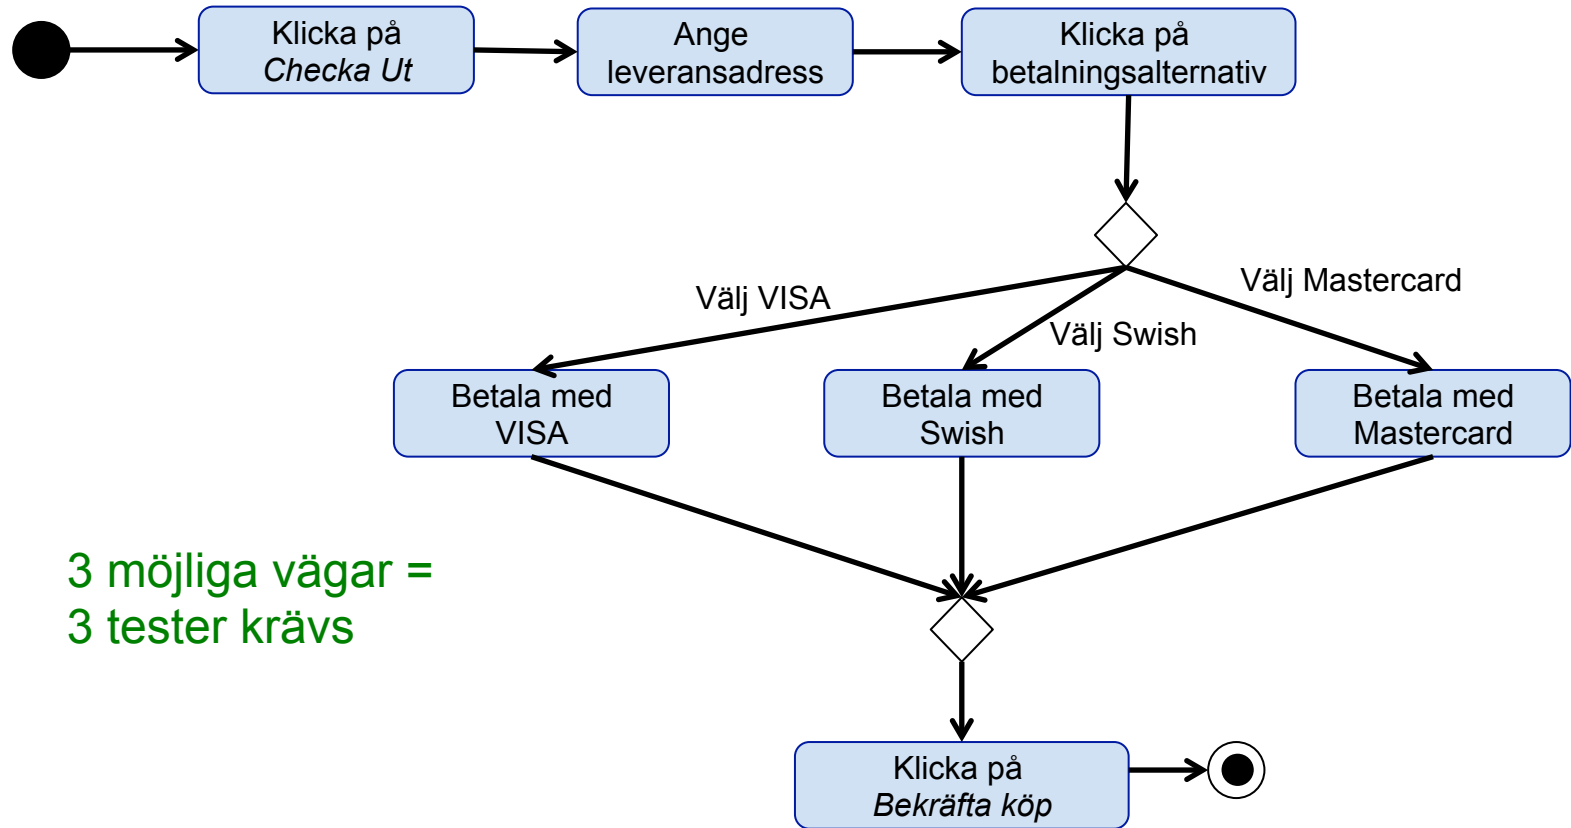 Klicka på
Checka Ut
Ange
leveransadress
Klicka på
betalningsalternativ
Välj VISA
Välj Swish
Välj Mastercard
Betala med
VISA
Betala med
Swish
Betala med
Mastercard
3 möjliga vägar =
3 tester krävs
Klicka på
Bekräfta köp